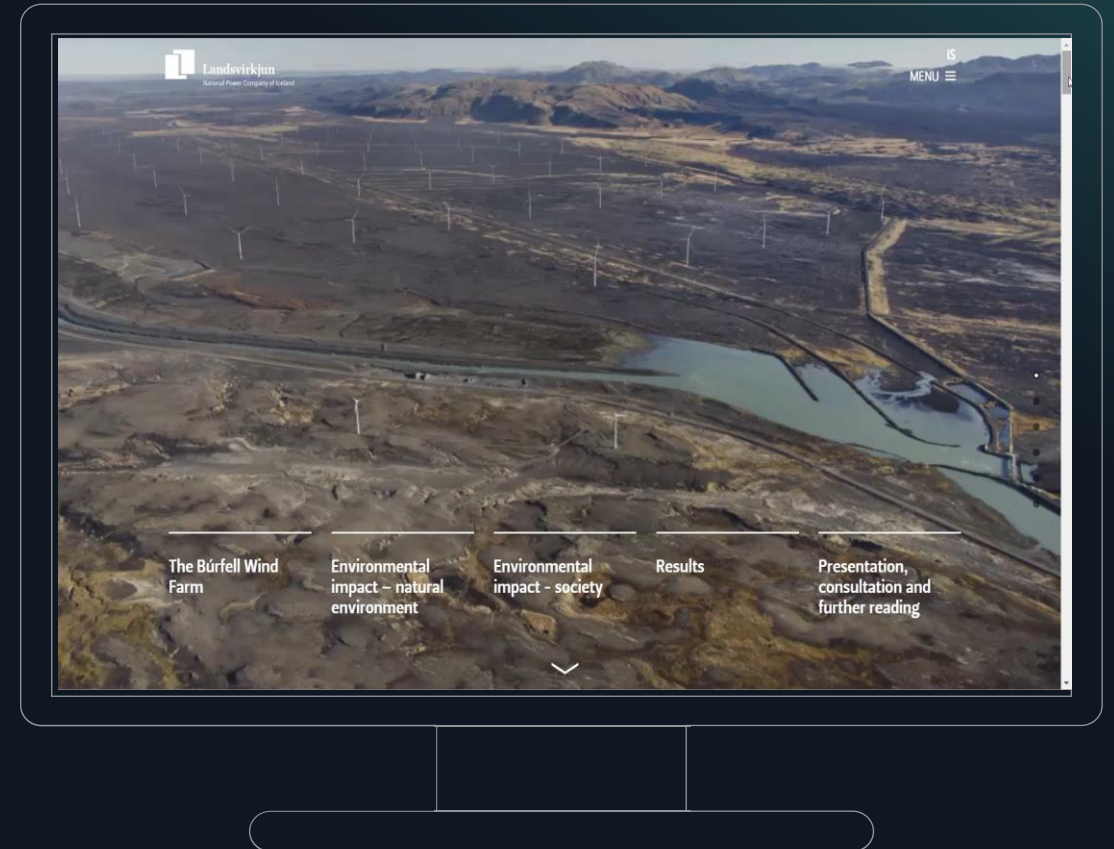 Landsvirkjun
National Power Company of Iceland
IS
MENU
The Búrfell Wind
Farm
Environmental
impact – natural
environment
Environmental
impact - society
Results
Presentation,
consultation and
further reading